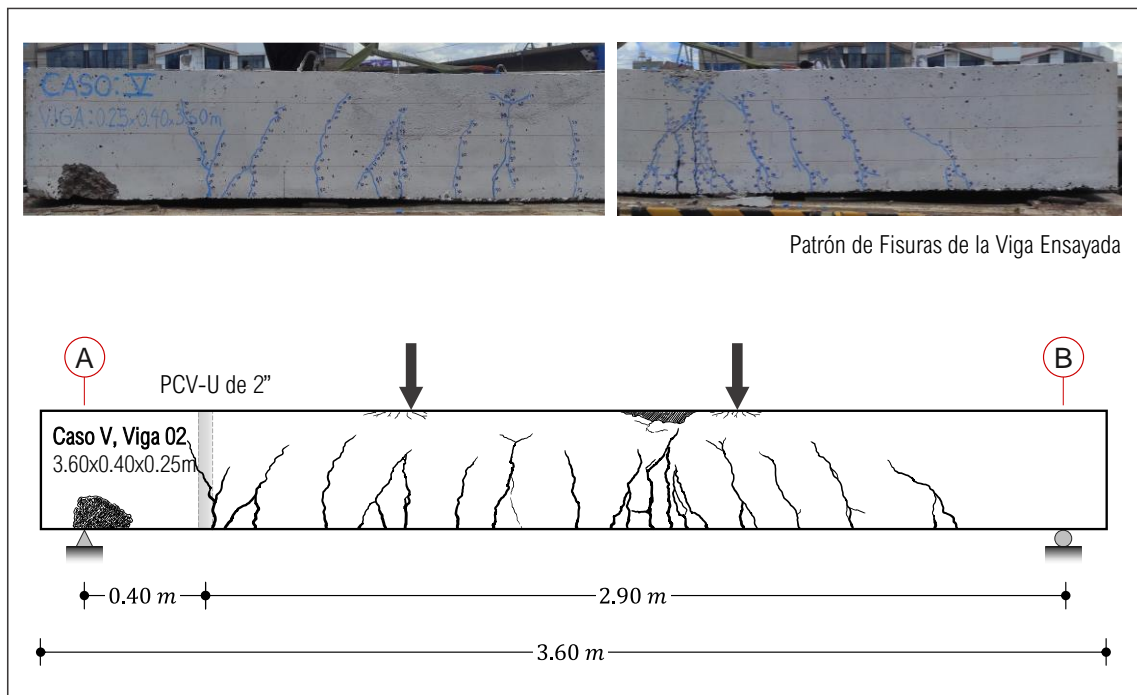 CASO: V
VIGA: 0.25x0.40x3.60m
Patrón de Fisuras de la Viga Ensayada
A
B
PCV-U de 2”
Caso V, Viga 02
3.60x0.40x0.25m
0.40 m
2.90 m
3.60 m